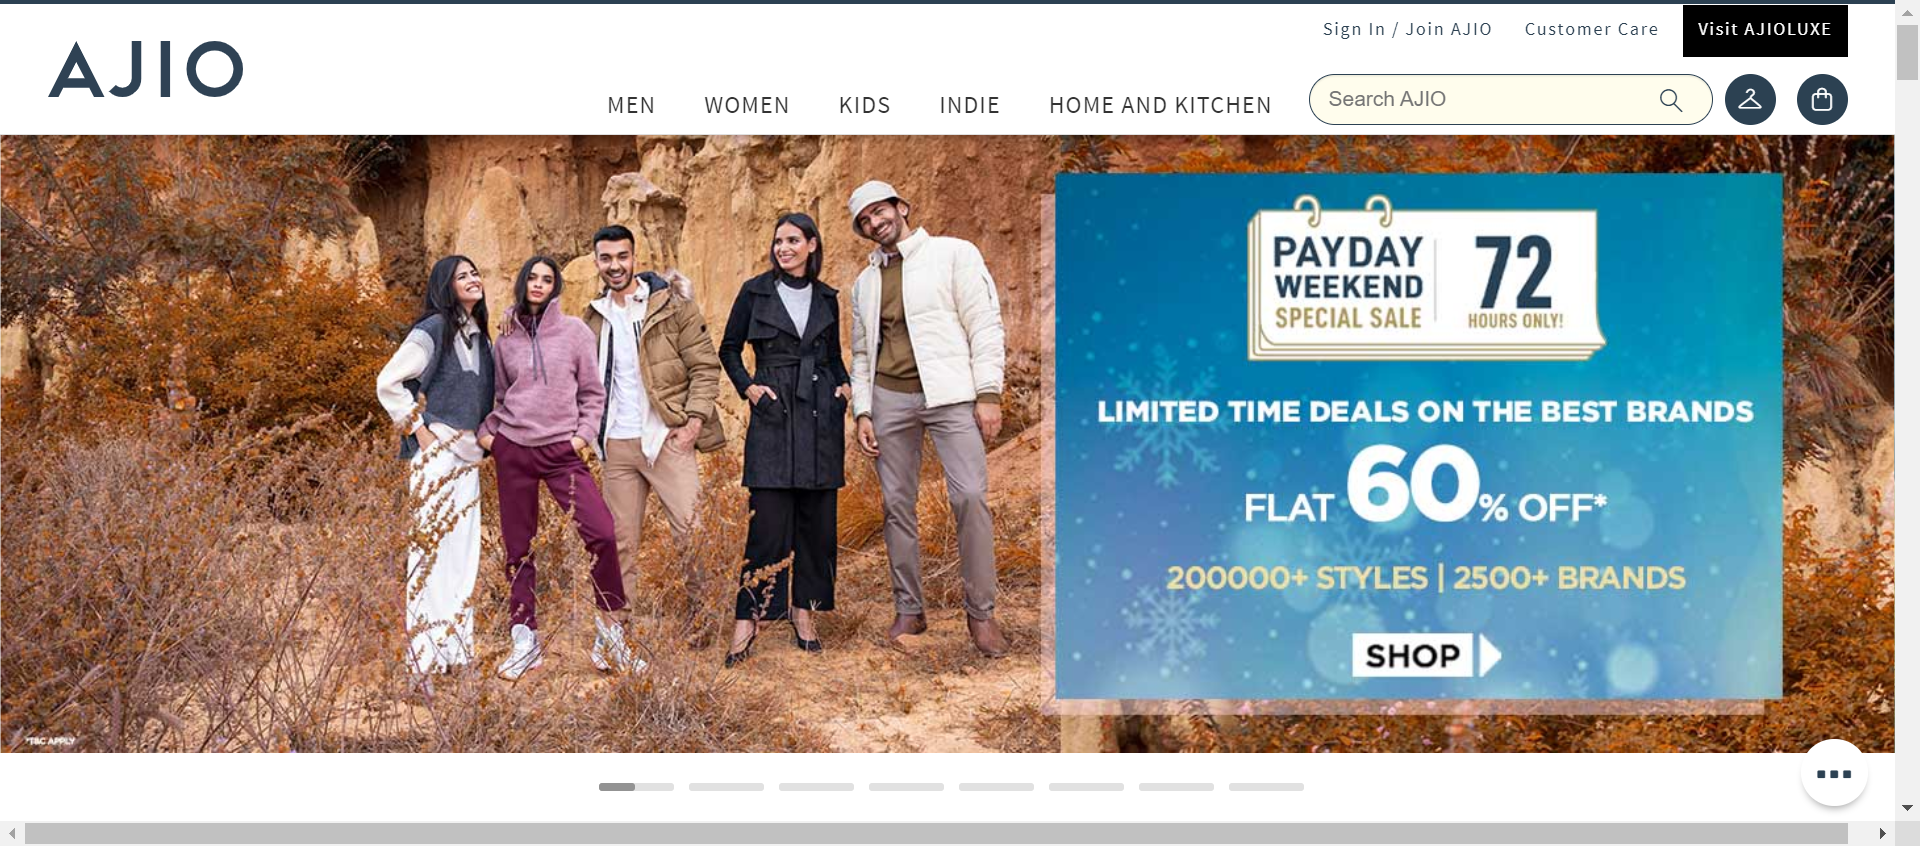 Sign In / Join AJIO
Customer Care
Visit AJIOLUXE
AJIO
MEN
WOMEN
KIDS
INDIE
HOME AND KITCHEN
Search AJIO
PAYDAY
WEEKEND
SPECIAL SALE
72
HOURS ONLY!
LIMITED TIME DEALS ON THE BEST BRANDS
FLAT 60% OFF*
200000+ STYLES | 2500+ BRANDS
SHOP
*T&C APPLY